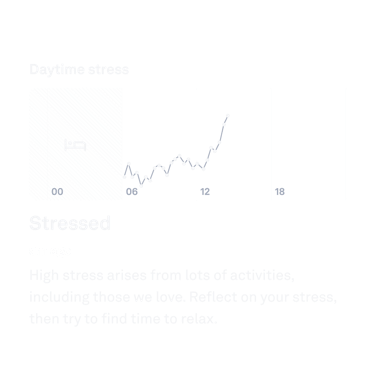 Daytime stress
00 06 12 18
Stressed
High stress arises from lots of activities,
including those we love. Reflect on your stress,
then try to find time to relax.